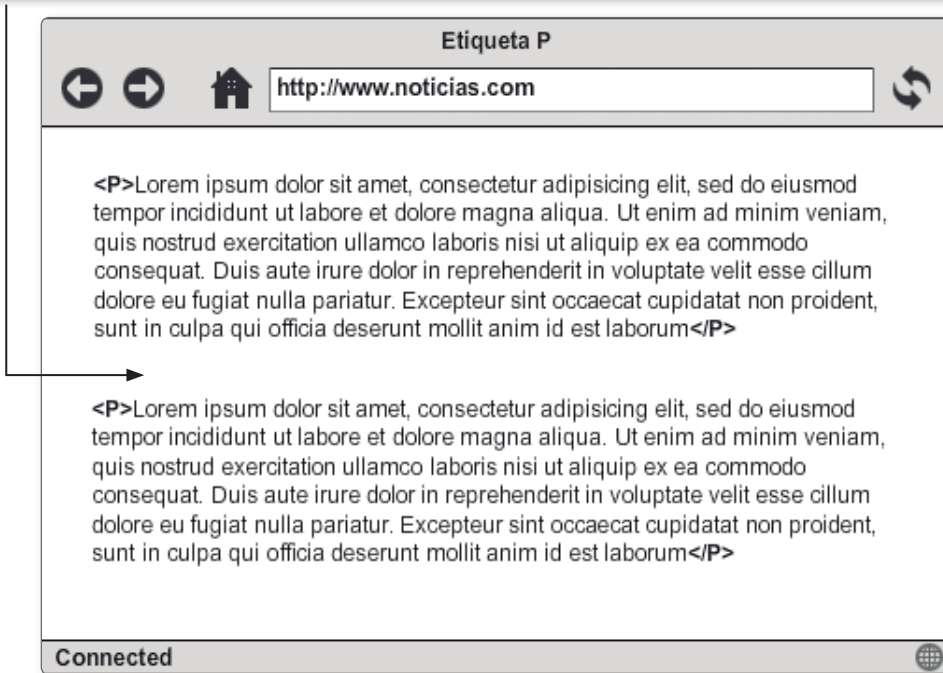 Etiqueta P
http://www.noticias.com
<P>Lorem ipsum dolor sit amet, consectetur adipisicing elit, sed do eiusmod
tempor incididunt ut labore et dolore magna aliqua. Ut enim ad minim veniam,
quis nostrud exercitation ullamco laboris nisi ut aliquip ex ea commodo
consequat. Duis aute irure dolor in reprehenderit in voluptate velit esse cillum
dolore eu fugiat nulla pariatur. Excepteur sint occaecat cupidatat non proident,
sunt in culpa qui officia deserunt mollit anim id est laborum</P>
<P>Lorem ipsum dolor sit amet, consectetur adipisicing elit, sed do eiusmod
tempor incididunt ut labore et dolore magna aliqua. Ut enim ad minim veniam,
quis nostrud exercitation ullamco laboris nisi ut aliquip ex ea commodo
consequat. Duis aute irure dolor in reprehenderit in voluptate velit esse cillum
dolore eu fugiat nulla pariatur. Excepteur sint occaecat cupidatat non proident,
sunt in culpa qui officia deserunt mollit anim id est laborum</P>
Connected